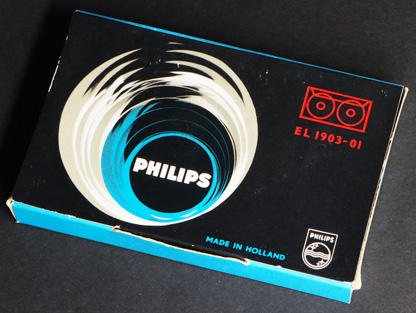 EL 1903-01
PHILIPS
MADE IN HOLLAND
PHILIPS